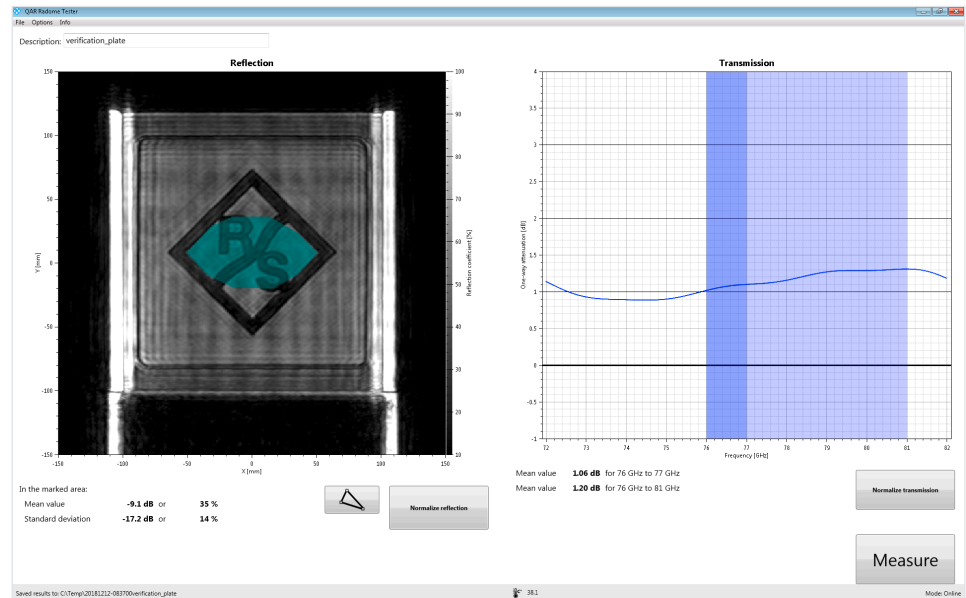 QAR Radome Tester
File Options Info
Description: verification_plate
Reflection
150
100
50
0
-50
-100
-150
Y [mm]
-150 -100 -50 0 50 100 150
X [mm]
R
S
100
90
80
70
60
50
40
30
20
10
Reflection coefficient [%]
Transmission
4
3.5
3
2.5
2
1.5
1
0.5
0
-0.5
-1
One-way attenuation [dB]
72 73 74 75 76 77 78 79 80 81 82
Frequency [GHz]
In the marked area:
Mean value -9.1 dB or 35 %
Standard deviation -17.2 dB or 14 %
Normalize reflection
Mean value 1.06 dB for 76 GHz to 77 GHz
Mean value 1.20 dB for 76 GHz to 81 GHz
Normalize transmission
Measure
Saved results to: C:\Temp\20181212-083700verification_plate
38.1
Mode: Online